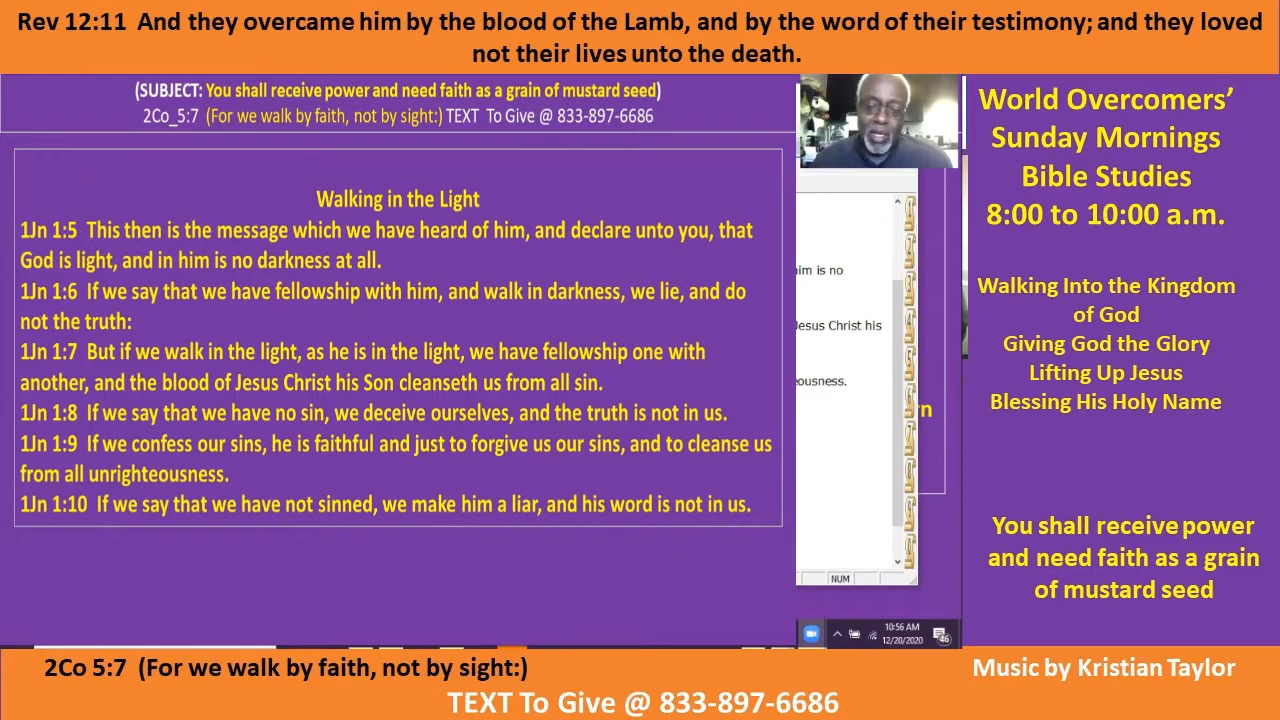 Rev 12:11 And they overcame him by the blood of the Lamb, and by the word of their testimony; and they loved
not their lives unto the death.
(SUBJECT: You shall receive power and need faith as a grain of mustard seed)
2Co_5:7 (For we walk by faith, not by sight:) TEXT To Give @ 833-897-6686
Walking in the Light
1Jn 1:5 This then is the message which we have heard of him, and declare unto you, that
God is light, and in him is no darkness at all.
1Jn 1:6 If we say that we have fellowship with him, and walk in darkness, we lie, and do
not the truth:
1Jn 1:7 But if we walk in the light, as he is in the light, we have fellowship one with
another, and the blood of Jesus Christ his Son cleanseth us from all sin.
1Jn 1:8 If we say that we have no sin, we deceive ourselves, and the truth is not in us.
1Jn 1:9 If we confess our sins, he is faithful and just to forgive us our sins, and to cleanse us
from all unrighteousness.
1Jn 1:10 If we say that we have not sinned, we make him a liar, and his word is not in us.
him is no
Jesus Christ his
ousness.
rn
NUM
10:56 AM
12/20/2020
46
World Overcomers’
Sunday Mornings
Bible Studies
8:00 to 10:00 a.m.
Walking Into the Kingdom
of God
Giving God the Glory
Lifting Up Jesus
Blessing His Holy Name
You shall receive power
and need faith as a grain
of mustard seed
2Co 5:7 (For we walk by faith, not by sight:)
Music by Kristian Taylor
TEXT To Give @ 833-897-6686